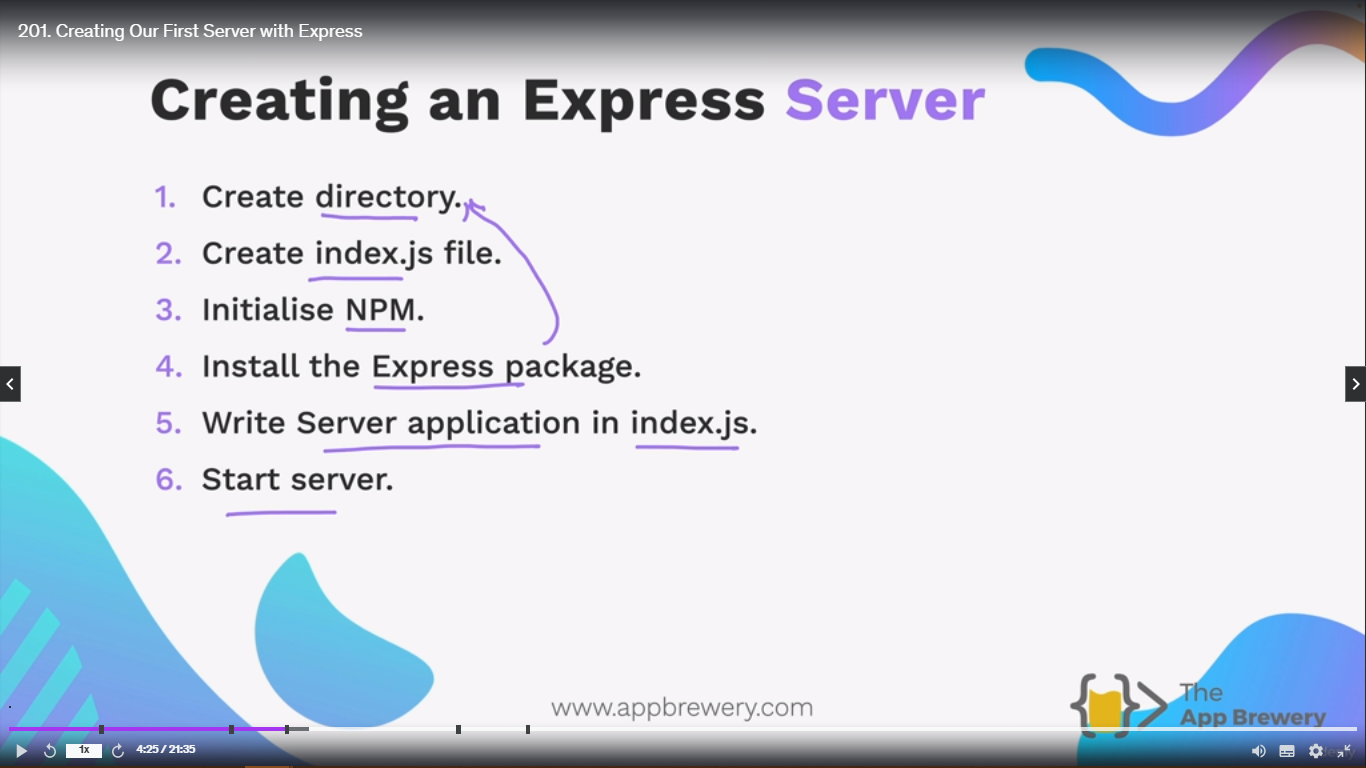 201. Creating Our First Server with Express
Creating an Express Server
1. Create directory.
2. Create index.js file.
3. Initialise NPM.
4. Install the Express package.
5. Write Server application in index.js.
6. Start server.
www.appbrewery.com
The
App Brewery
1x
4:25 / 21:35